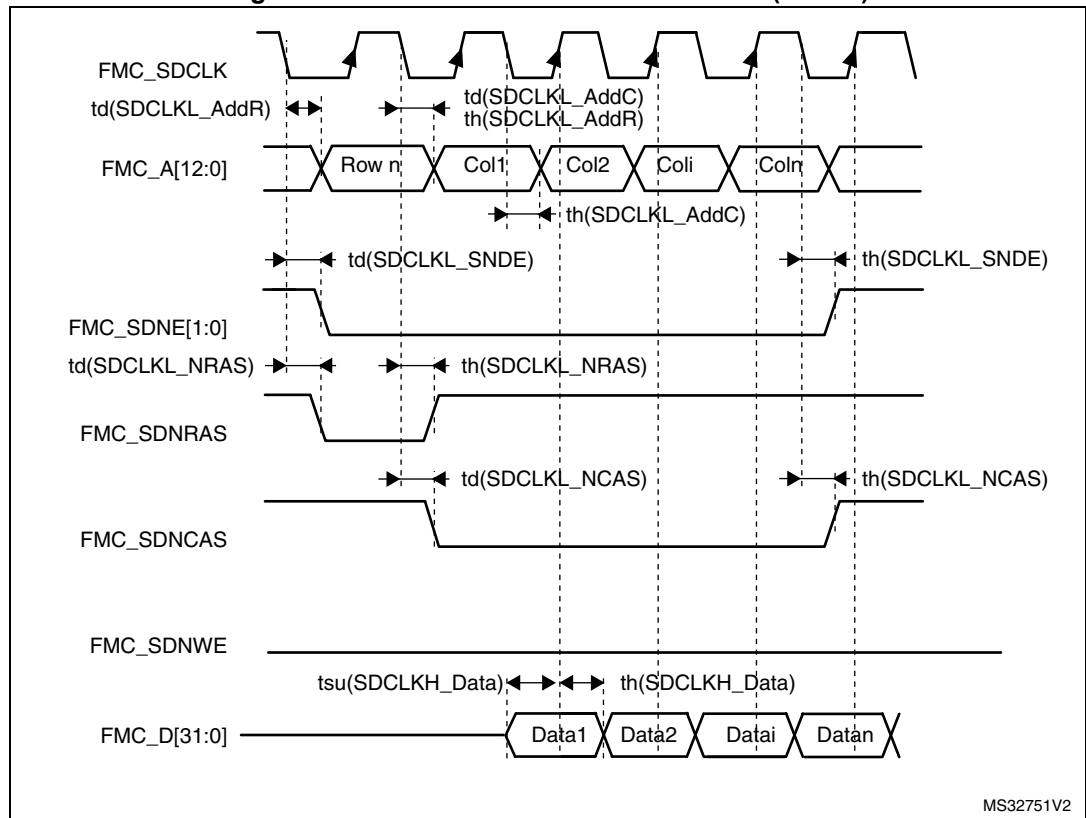 FMC_SDCLK
td(SDCLKL_AddR)
td(SDCLKL_AddC)
th(SDCLKL_AddR)
FMC_A[12:0]
Row n
Col1
Col2
Coli
Coln
th(SDCLKL_AddC)
td(SDCLKL_SNDE)
th(SDCLKL_SNDE)
FMC_SDNE[1:0]
td(SDCLKL_NRAS)
th(SDCLKL_NRAS)
FMC_SDNRAS
td(SDCLKL_NCAS)
th(SDCLKL_NCAS)
FMC_SDNCAS
FMC_SDNWE
tsu(SDCLKH_Data)
th(SDCLKH_Data)
FMC_D[31:0]
Data1
Data2
Datai
Datan
MS32751V2